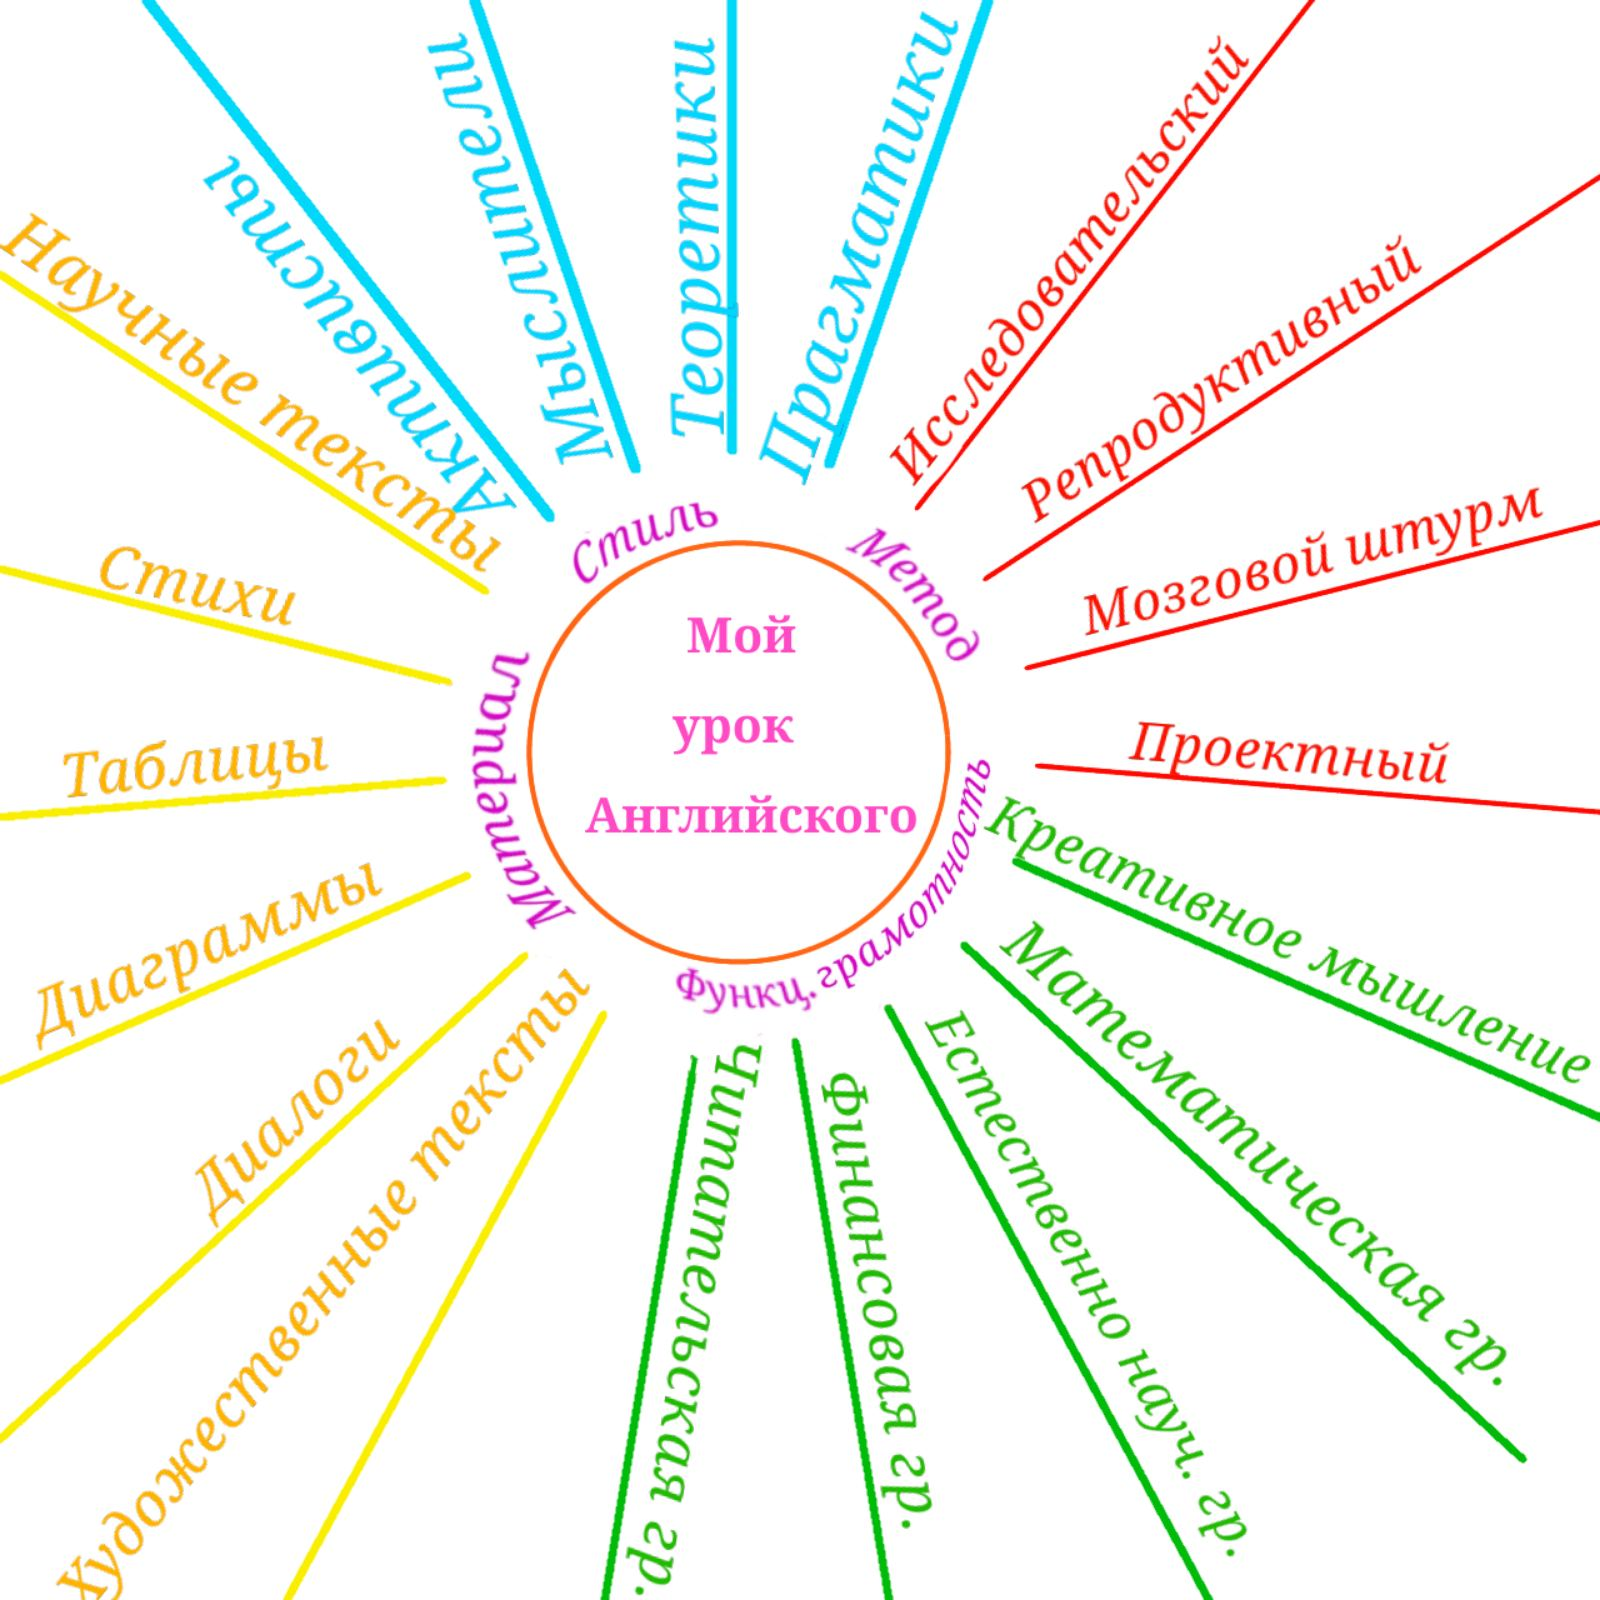 Мой
урок
Английского
Стиль
Активисты
Мыслители
Теоретики
Прагматики
Метод
Исследовательский
Репродуктивный
Мозговой штурм
Проектный
Функц.грамотность
Креативное мышление
Математическая гр.
Естественно науч. гр.
Финансовая гр.
Читательская гр.
Материал
Научные тексты
Стихи
Таблицы
Диаграммы
Диалоги
Художественные тексты